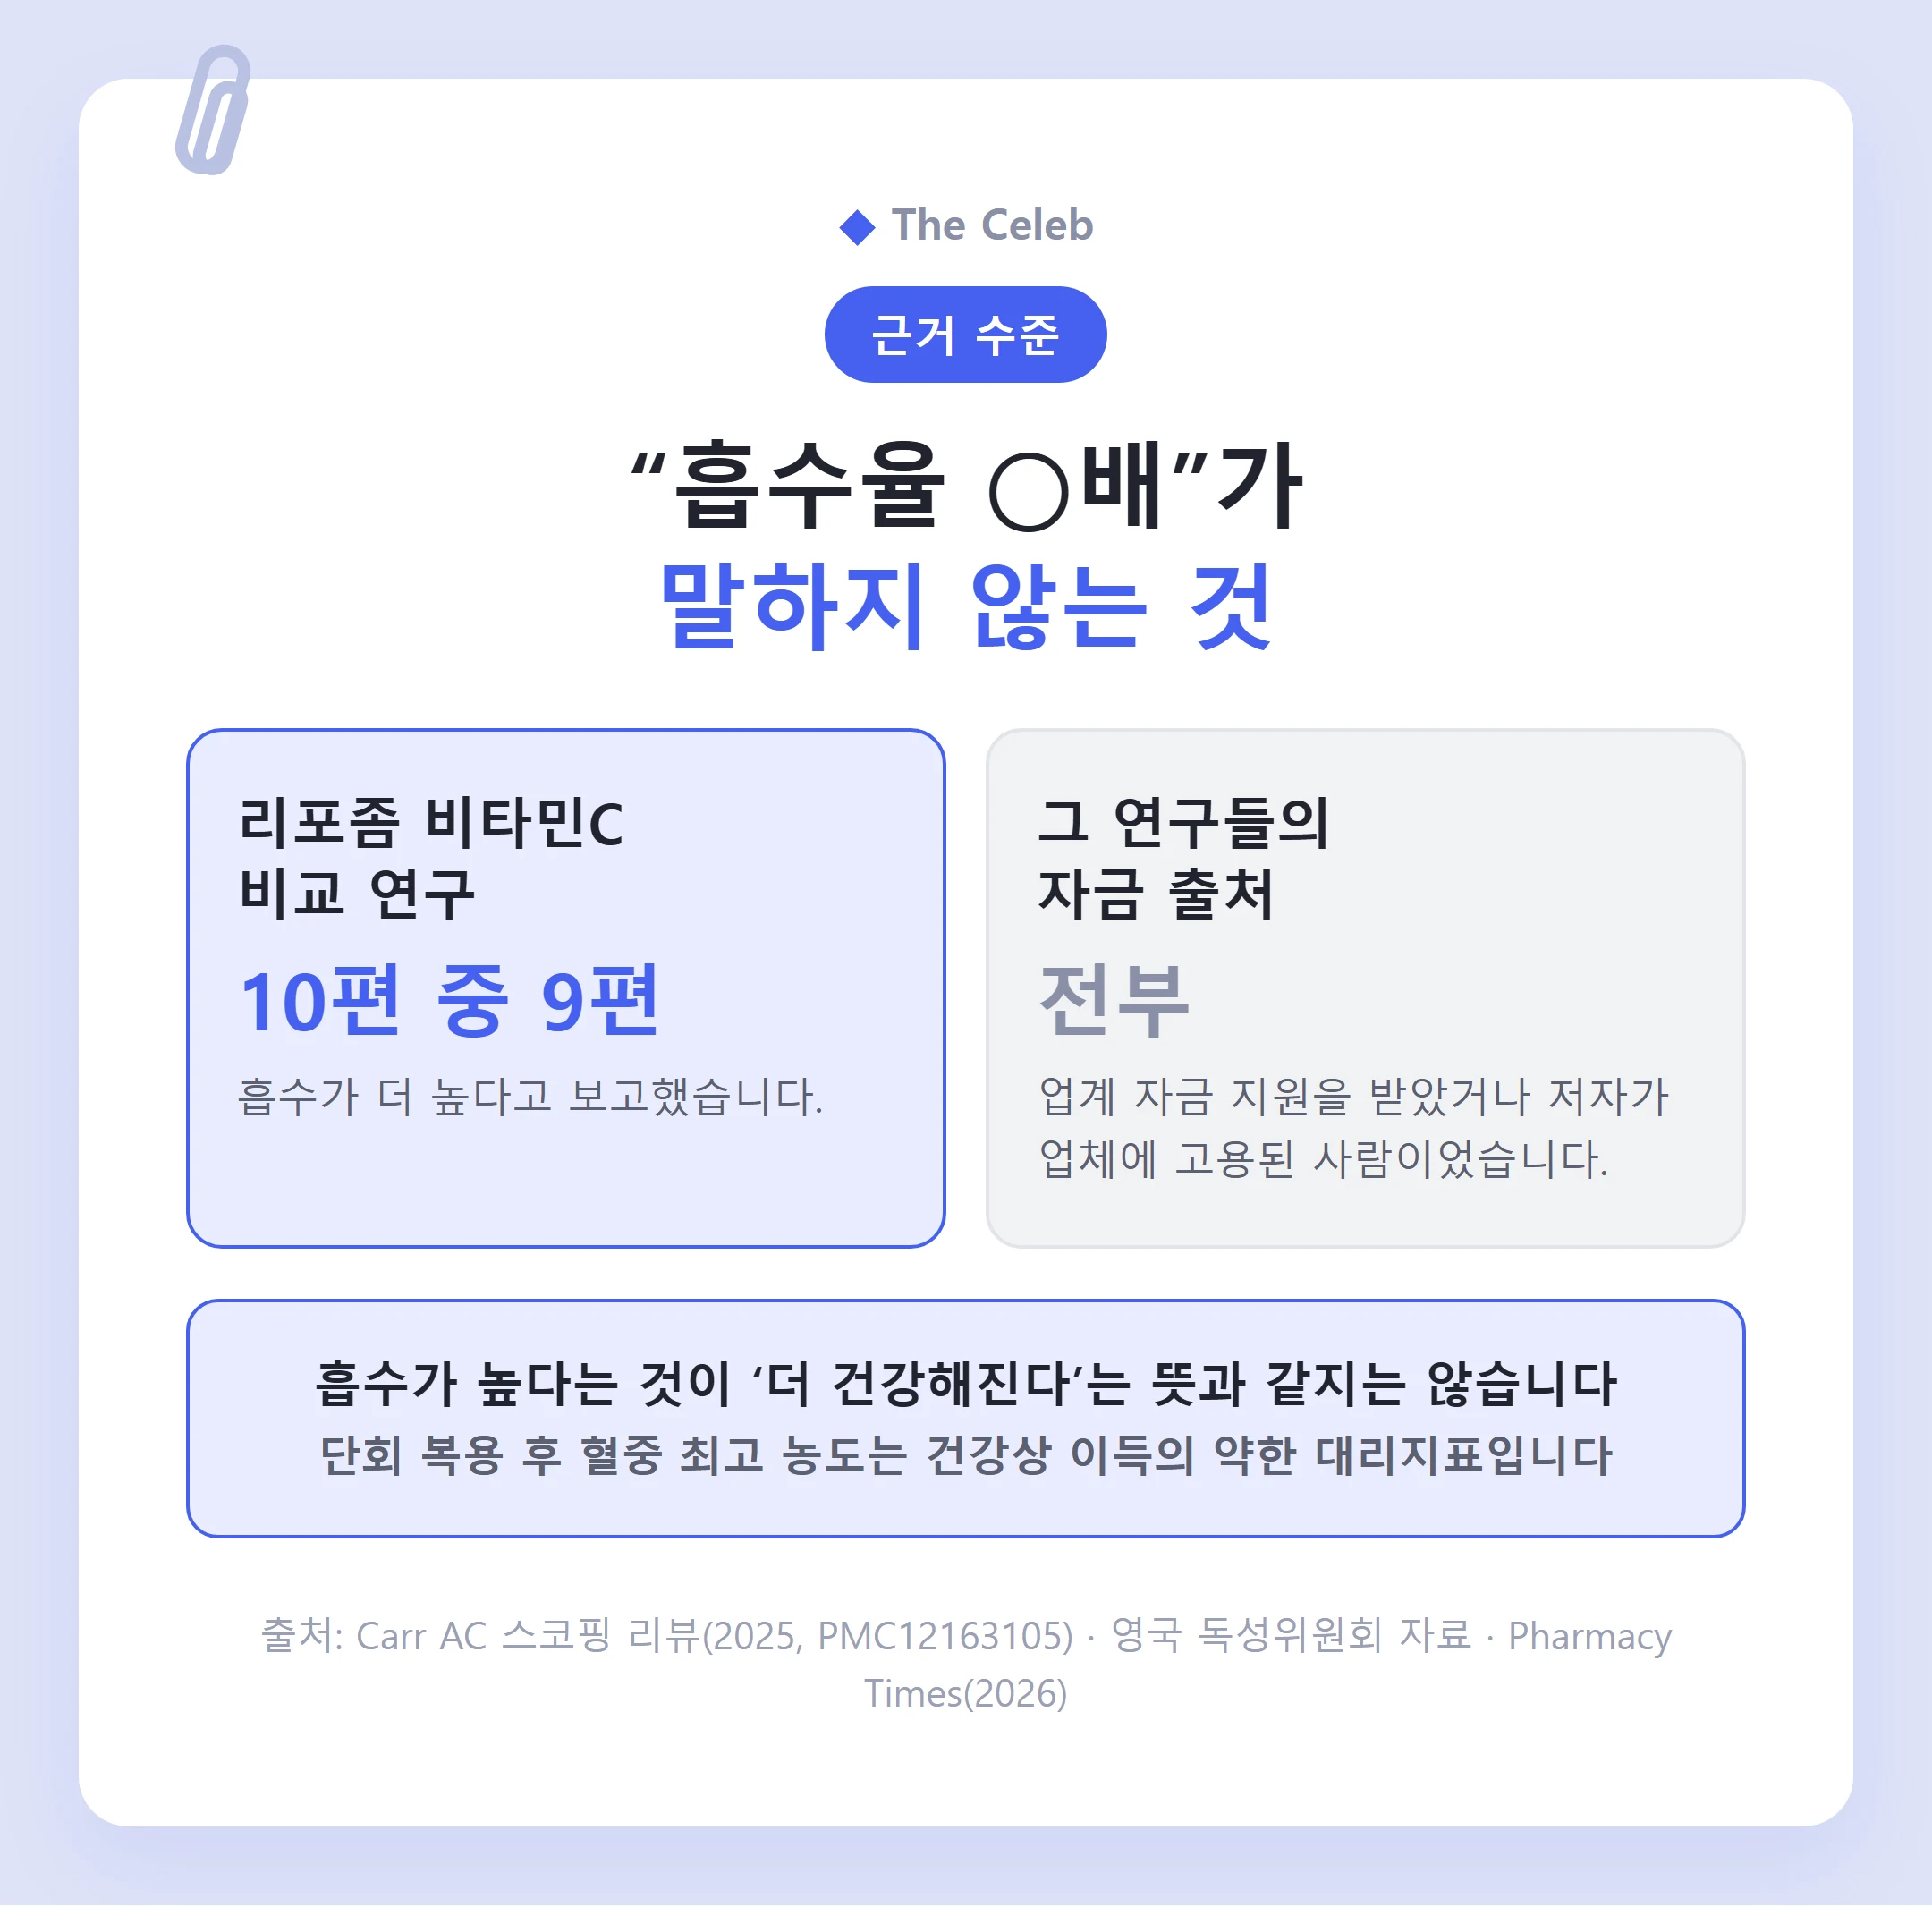 The Celeb
근거 수준
“흡수율 ○배”가
말하지 않는 것
리포좀 비타민C
비교 연구
10편 중 9편
흡수가 더 높다고 보고했습니다.
그 연구들의
자금 출처
전부
업계 자금 지원을 받았거나 저자가
업체에 고용된 사람이었습니다.
흡수가 높다는 것이 ‘더 건강해진다’는 뜻과 같지는 않습니다
단회 복용 후 혈중 최고 농도는 건강상 이득의 약한 대리지표입니다
출처: Carr AC 스코핑 리뷰(2025, PMC12163105) · 영국 독성위원회 자료 · Pharmacy
Times(2026)